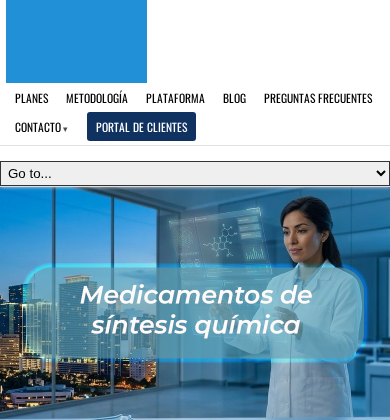 PLANES METODOLOGÍA PLATAFORMA BLOG PREGUNTAS FRECUENTES
CONTACTO ▾ PORTAL DE CLIENTES
Go to...
Medicamentos de
síntesis química